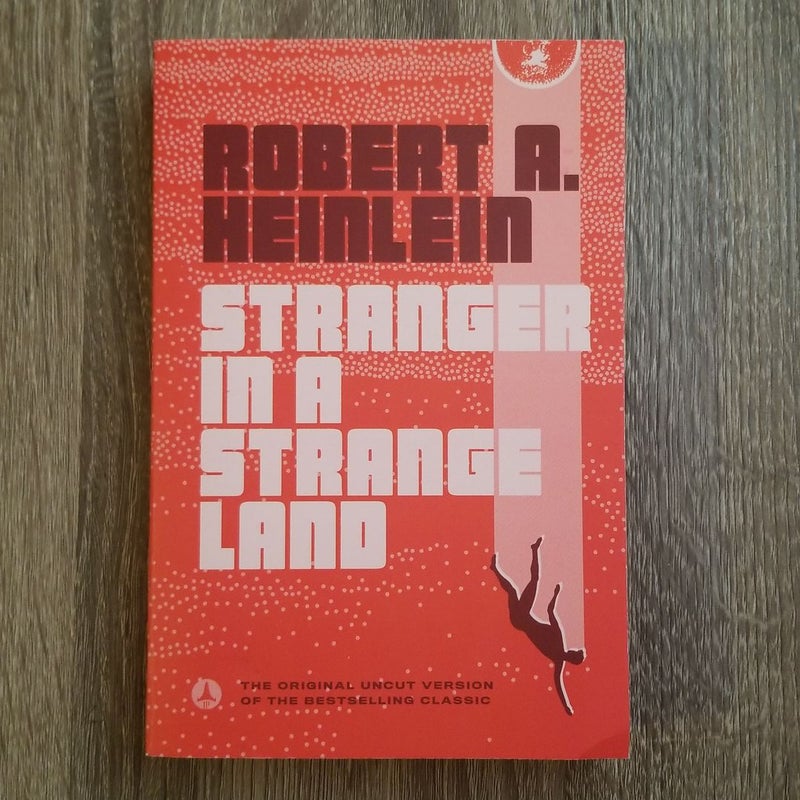 ROBERT A.
HEINLEIN
STRANGER
IN A
STRANGE
LAND
THE ORIGINAL UNCUT VERSION
OF THE BESTSELLING CLASSIC